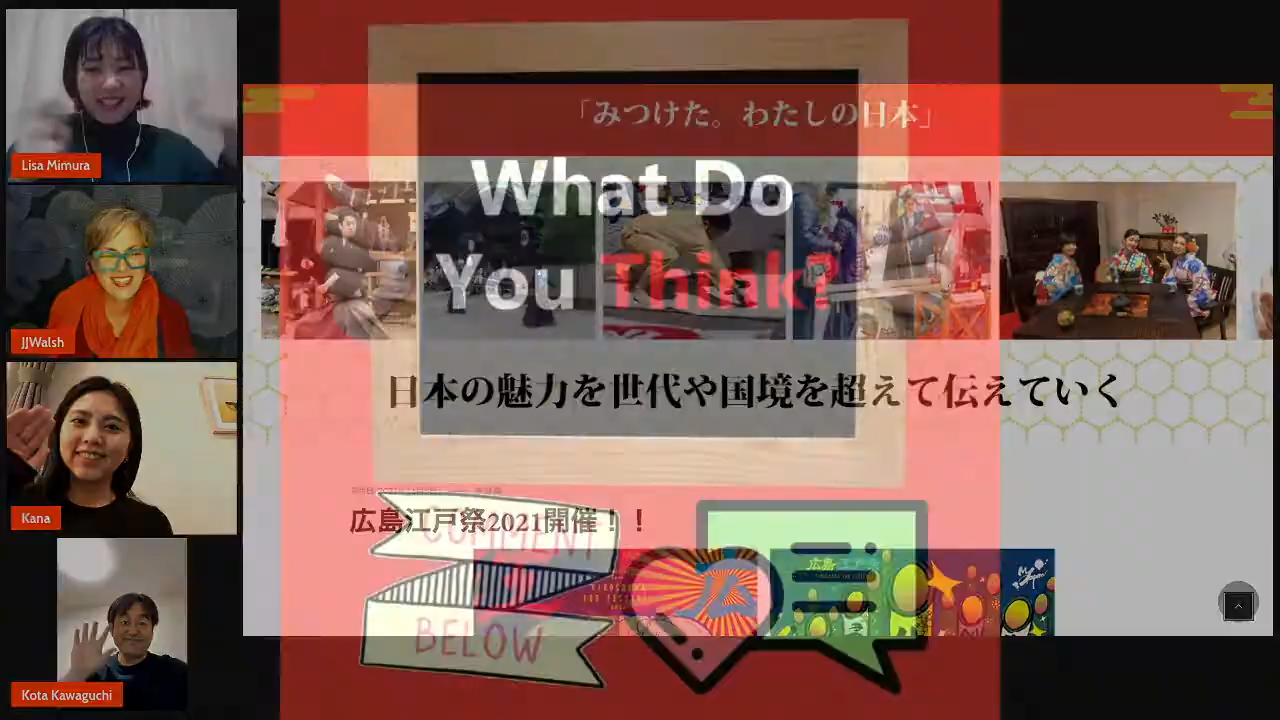 Lisa Mimura
JJWalsh
Kana
Kota Kawaguchi
「みつけた。わたしの日本」
What Do
You Think?
日本の魅力を世代や国境を超えて伝えていく
広島江戸祭2021開催！！
COMMENT
BELOW
広島